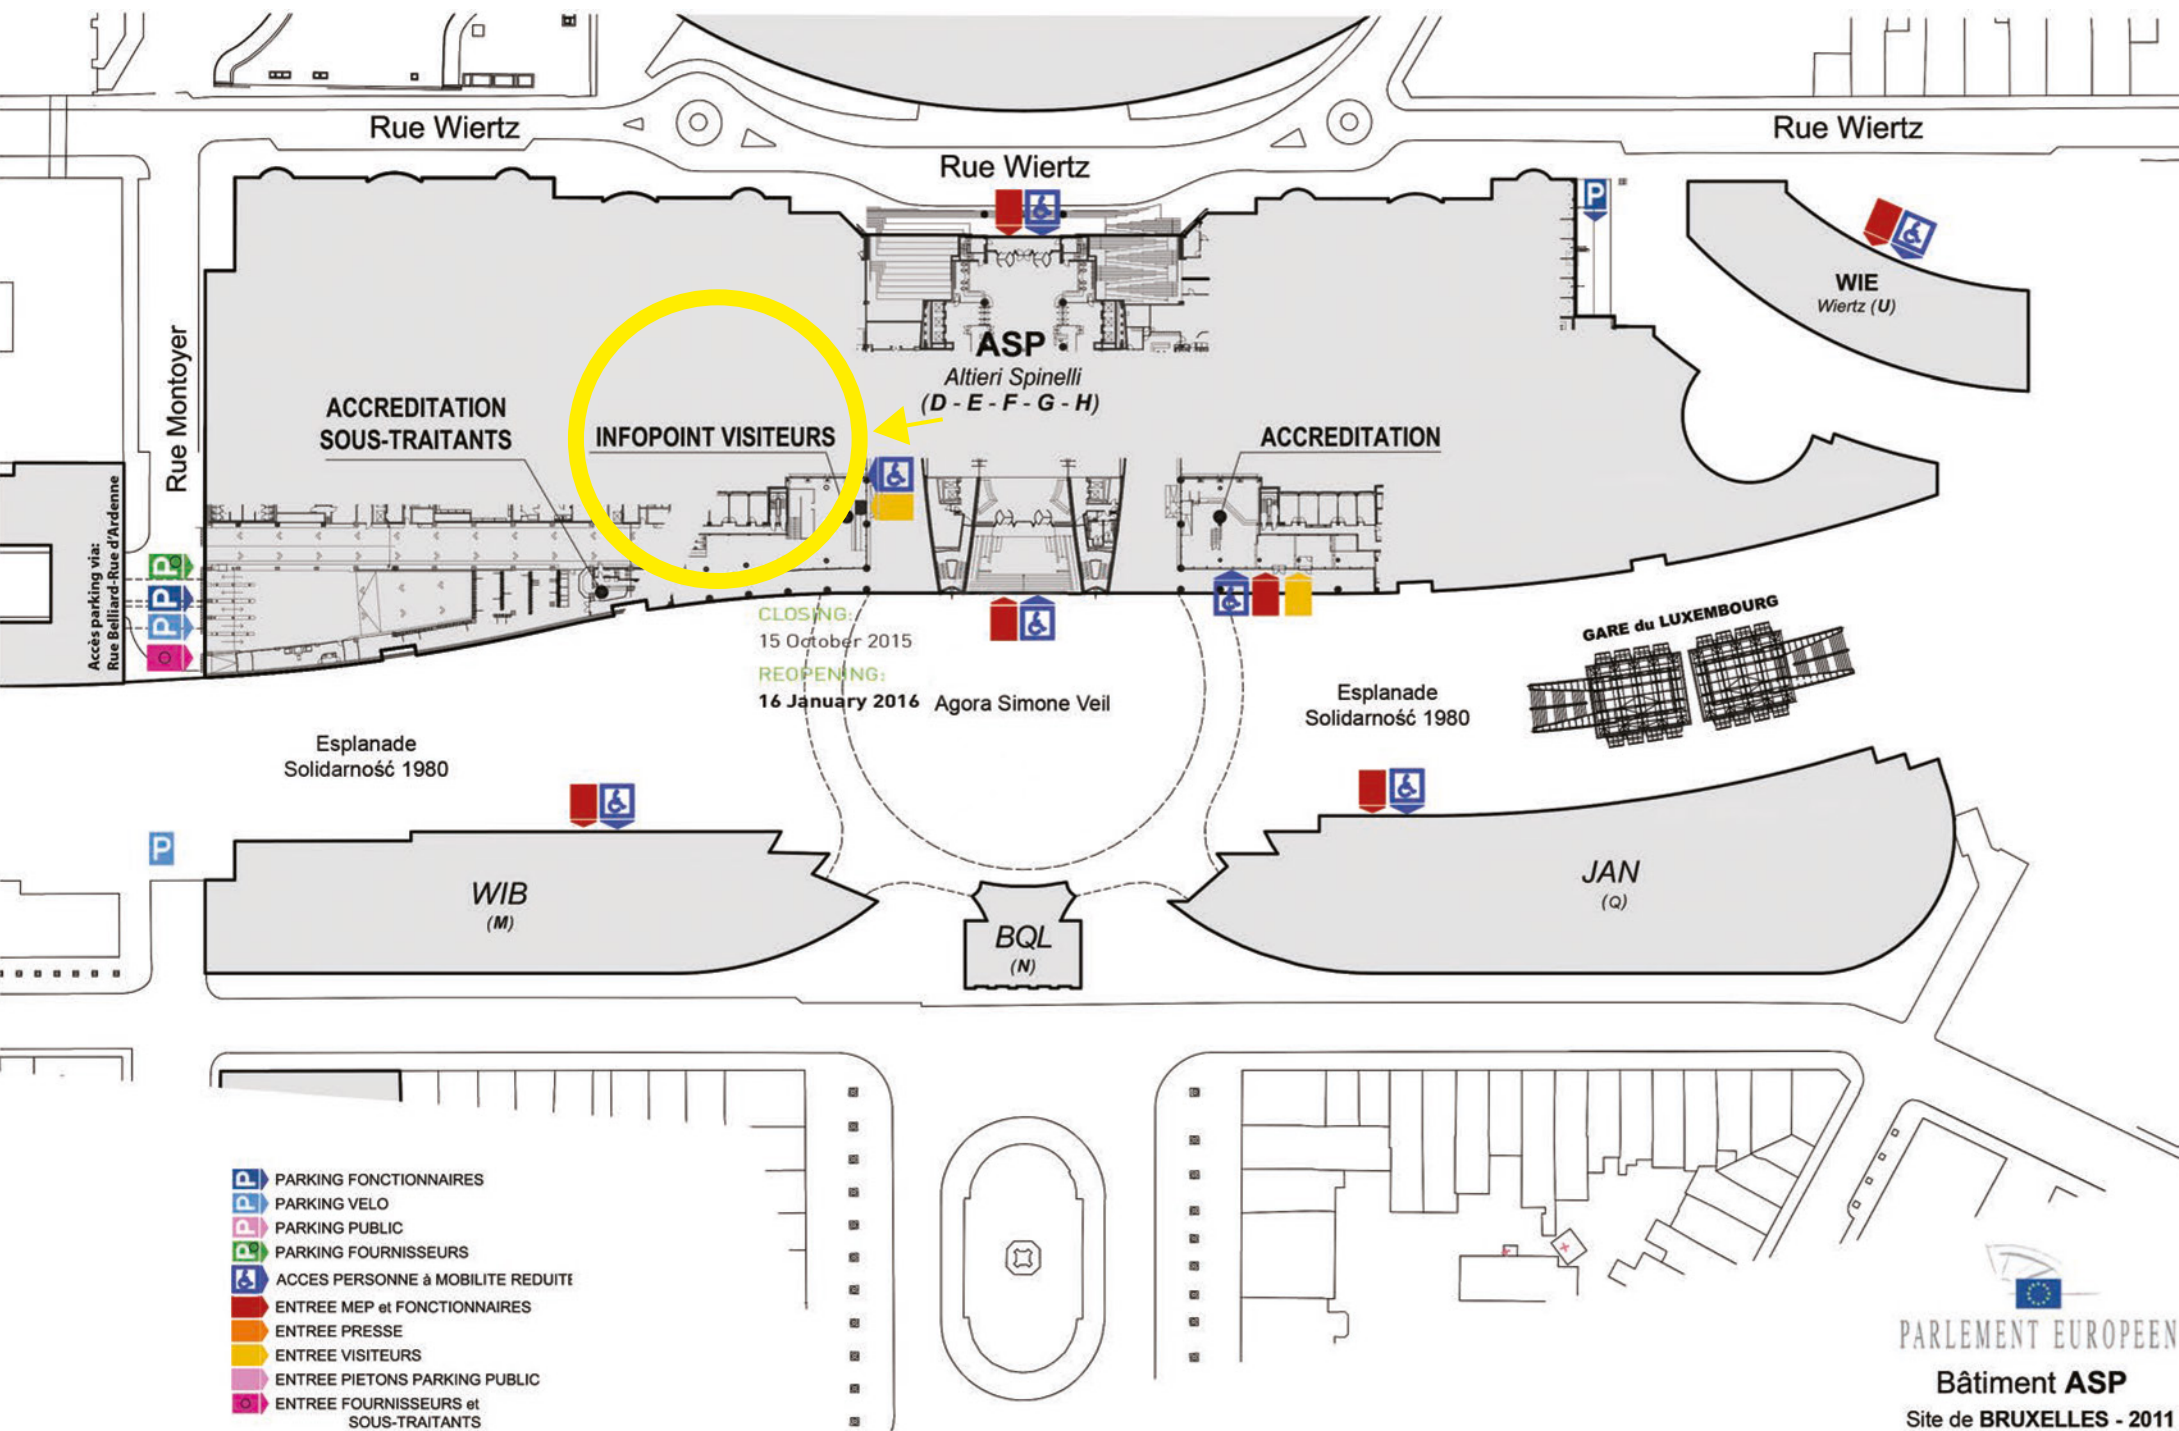 Rue Wiertz
Rue Wiertz
Rue Wiertz
P
WIE
Wiertz (U)
Rue Montoyer
ASP
Altieri Spinelli
(D - E - F - G - H)
ACCREDITATION
SOUS-TRAITANTS
INFOPOINT VISITEURS
ACCREDITATION
Accès parking via:
Rue Belliard-Rue d'Ardenne
P
P P
P
CLOSING:
15 October 2015
REOPENING:
16 January 2016
Agora Simone Veil
GARE du LUXEMBOURG
Esplanade
Solidarność 1980
Esplanade
Solidarność 1980
P
WIB
(M)
BQL
(N)
JAN
(Q)
P PARKING FONCTIONNAIRES
P PARKING VELO
P PARKING PUBLIC
P PARKING FOURNISSEURS
ACCES PERSONNE à MOBILITE REDUITE
ENTREE MEP et FONCTIONNAIRES
ENTREE PRESSE
ENTREE VISITEURS
ENTREE PIETONS PARKING PUBLIC
ENTREE FOURNISSEURS et
SOUS-TRAITANTS
PARLEMENT EUROPEEN
Bâtiment ASP
Site de BRUXELLES - 2011